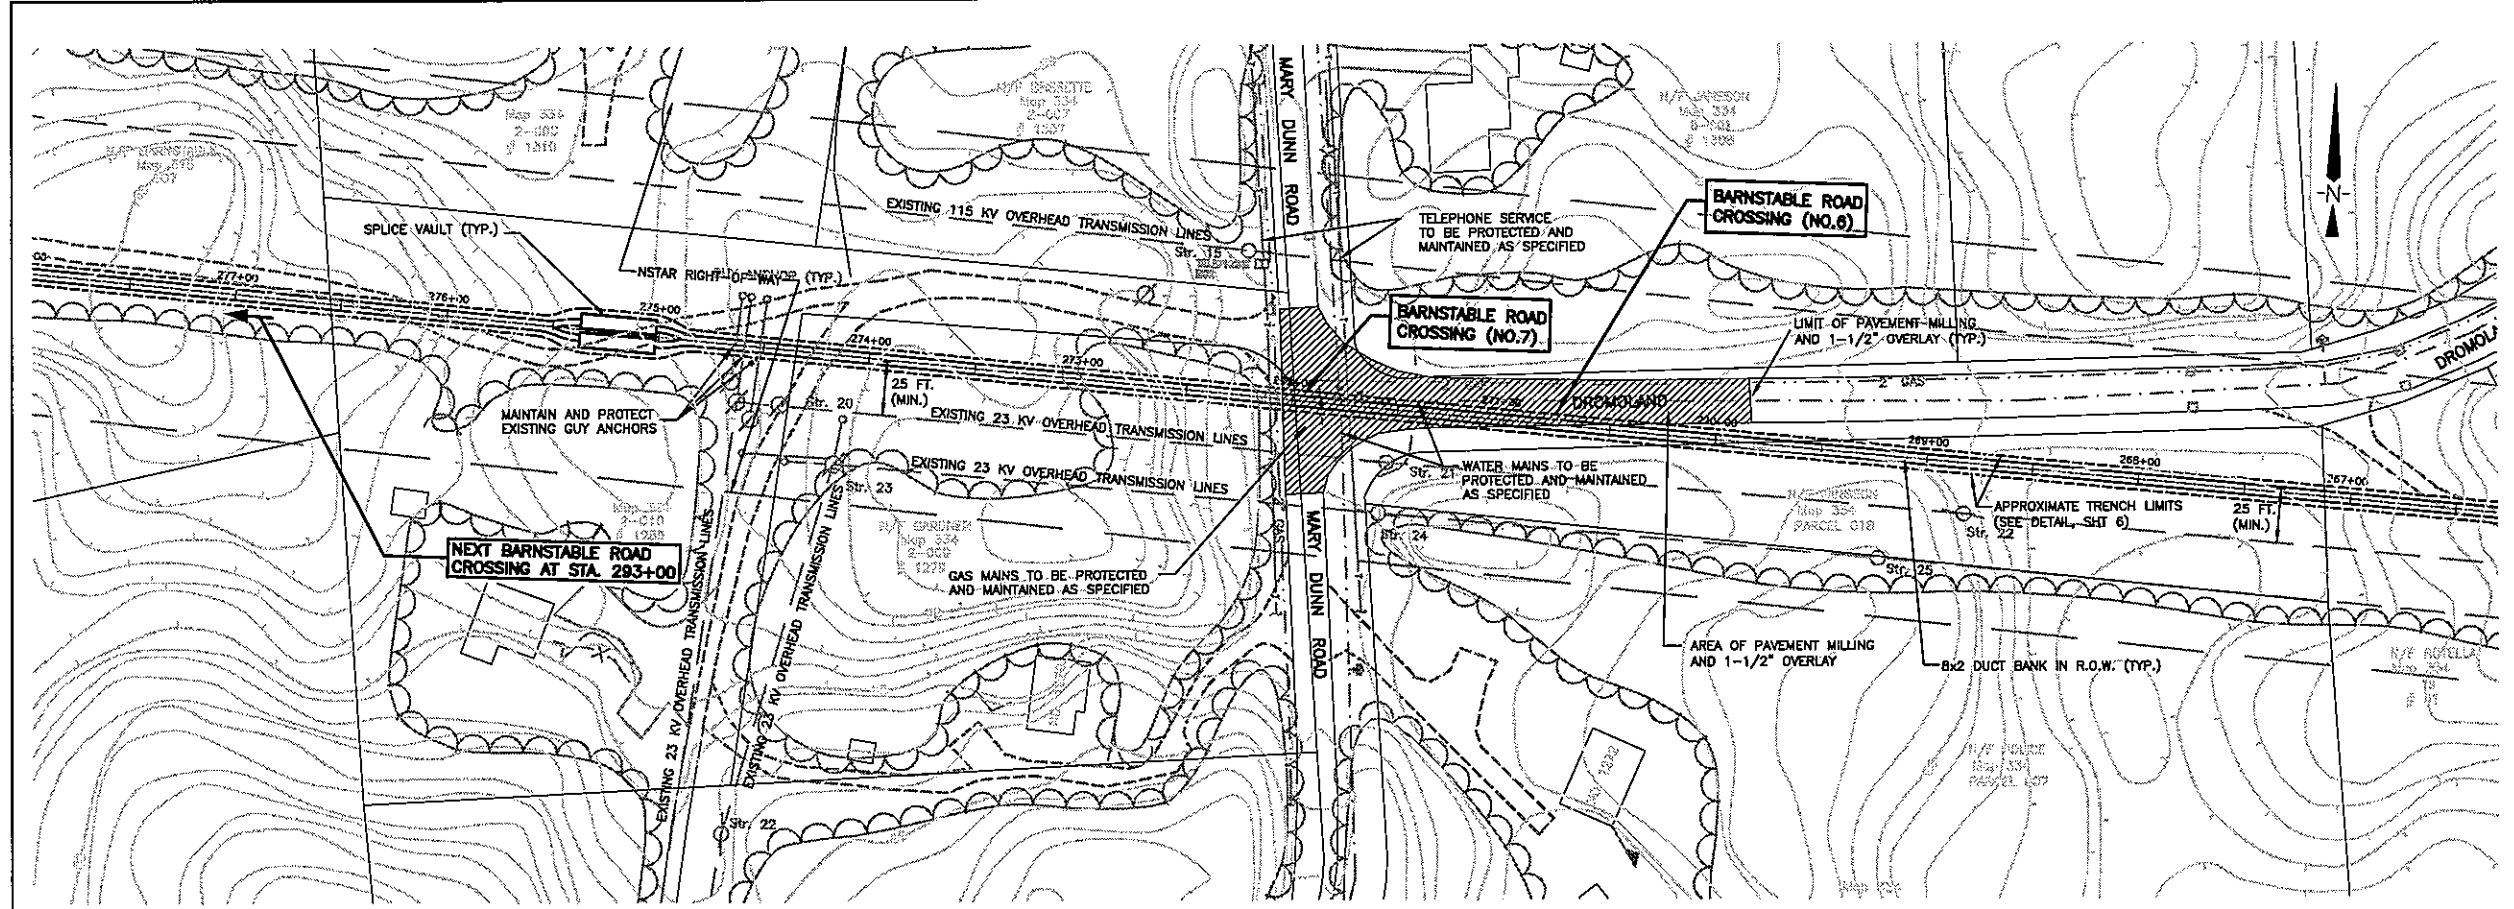 MARY DUNN ROAD
EXISTING 115 KV OVERHEAD TRANSMISSION LINES
Str. 15
TELEPHONE SERVICE
TO BE PROTECTED AND
MAINTAINED AS SPECIFIED
BARNSTABLE ROAD
CROSSING (NO.6)
-N-
SPLICE VAULT (TYP.)
NSTAR RIGHT-OF-WAY (TYP.)
277+00
276+00
275+00
274+00
273+00
BARNSTABLE ROAD
CROSSING (NO.7)
LIMIT OF PAVEMENT MILLING
AND 1-1/2" OVERLAY (TYP.)
2" GAS
DROMOLAND
25 FT.
(MIN.)
Str. 20
MAINTAIN AND PROTECT
EXISTING GUY ANCHORS
EXISTING 23 KV OVERHEAD TRANSMISSION LINES
EXISTING 23 KV OVERHEAD TRANSMISSION LINES
Str. 23
Str. 21
WATER MAINS TO BE
PROTECTED AND MAINTAINED
AS SPECIFIED
269+00
268+00
267+00
APPROXIMATE TRENCH LIMITS
(SEE DETAIL, SHT 6)
25 FT.
(MIN.)
Str. 22
Str. 24
Str. 25
NEXT BARNSTABLE ROAD
CROSSING AT STA. 293+00
GAS MAINS TO BE PROTECTED
AND MAINTAINED AS SPECIFIED
GAS
MARY DUNN ROAD
AREA OF PAVEMENT MILLING
AND 1-1/2" OVERLAY
8x2 DUCT BANK IN R.O.W. (TYP.)
EXISTING 23 KV OVERHEAD TRANSMISSION LINES
EXISTING 23 KV OVERHEAD TRANSMISSION LINES
Str. 22